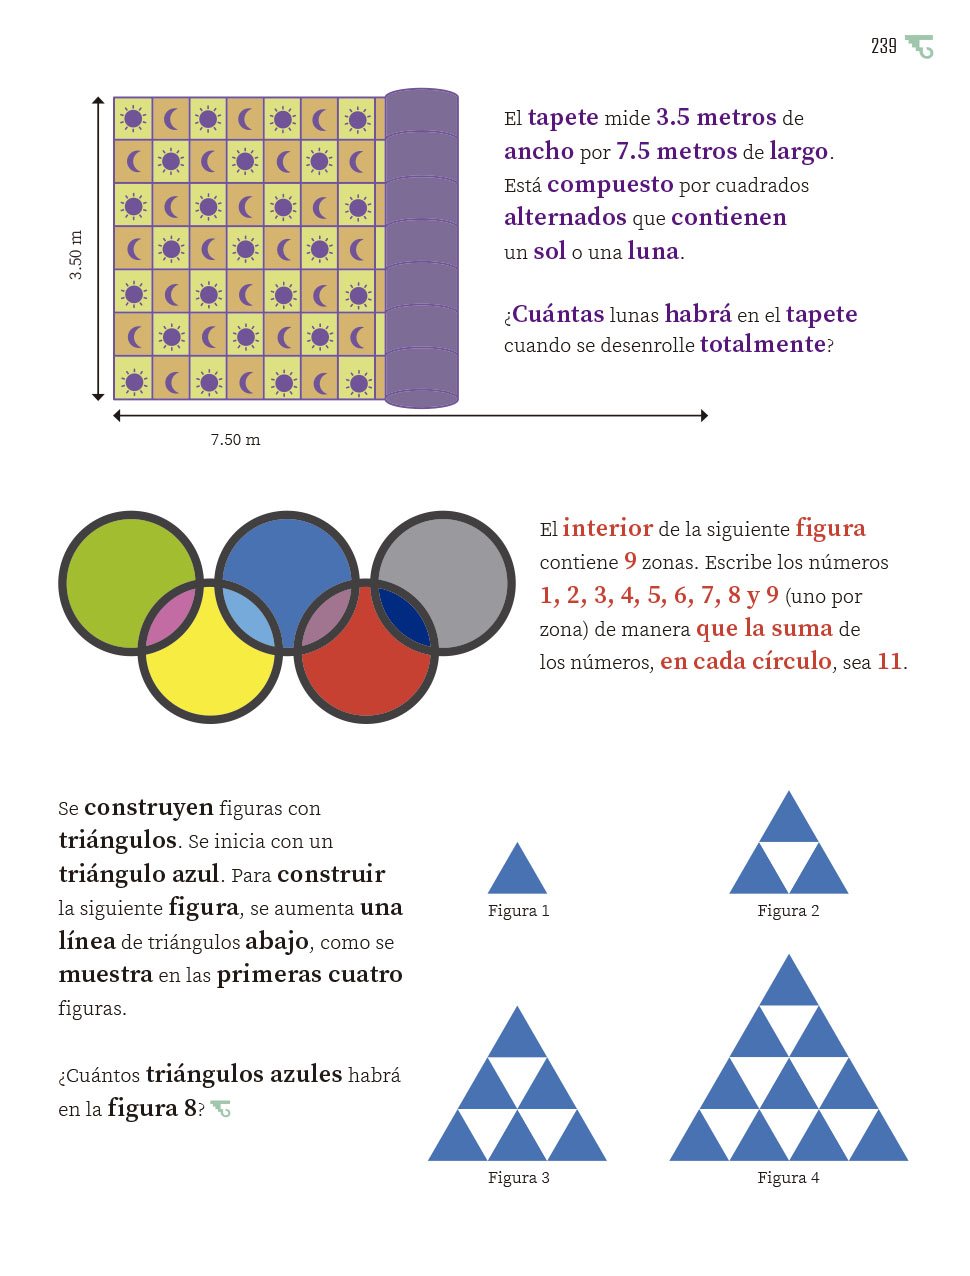 239
El tapete mide 3.5 metros de
ancho por 7.5 metros de largo.
Está compuesto por cuadrados
alternados que contienen
un sol o una luna.
¿Cuántas lunas habrá en el tapete
cuando se desenrolle totalmente?
3.50 m
7.50 m
El interior de la siguiente figura
contiene 9 zonas. Escribe los números
1, 2, 3, 4, 5, 6, 7, 8 y 9 (uno por
zona) de manera que la suma de
los números, en cada círculo, sea 11.
Se construyen figuras con
triángulos. Se inicia con un
triángulo azul. Para construir
la siguiente figura, se aumenta una
línea de triángulos abajo, como se
muestra en las primeras cuatro
figuras.
¿Cuántos triángulos azules habrá
en la figura 8?
Figura 1
Figura 2
Figura 3
Figura 4